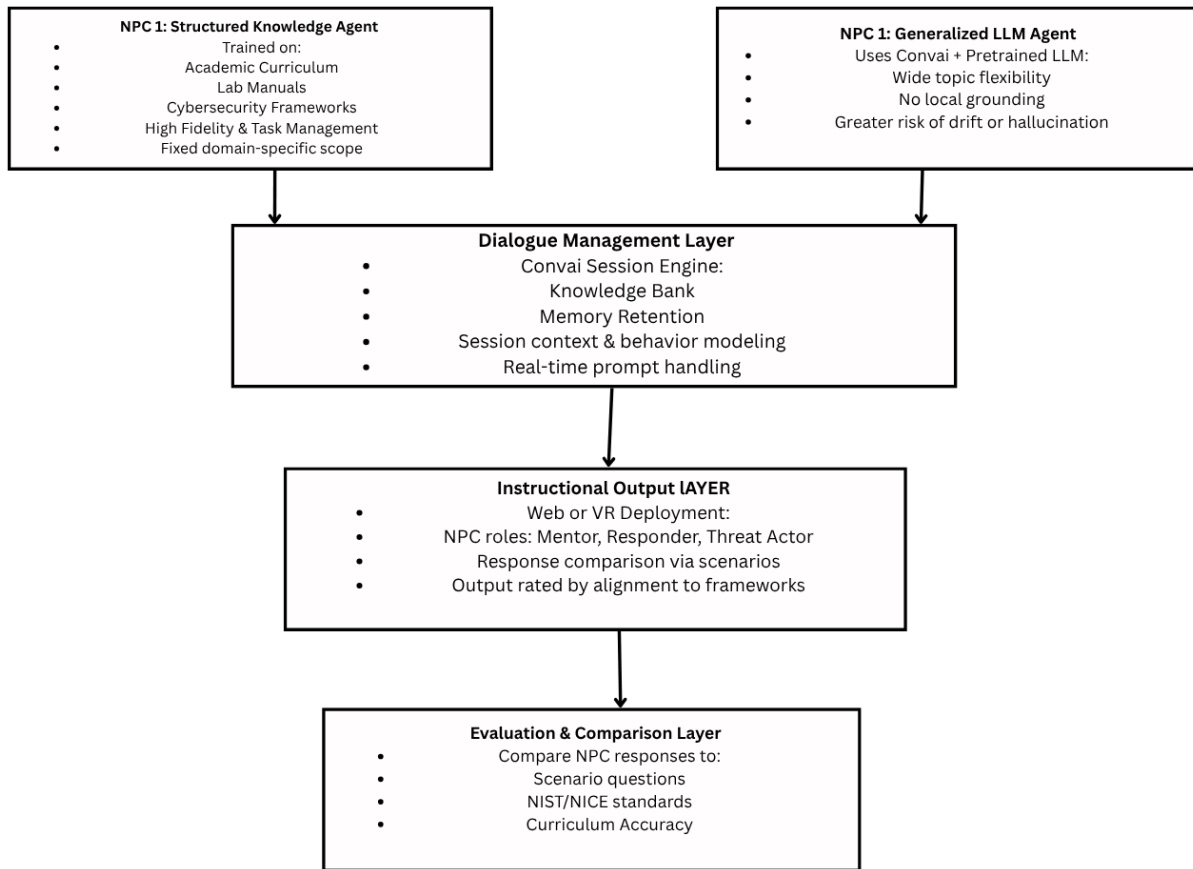 NPC 1: Structured Knowledge Agent
• Trained on:
• Academic Curriculum
• Lab Manuals
• Cybersecurity Frameworks
• High Fidelity & Task Management
• Fixed domain-specific scope
NPC 1: Generalized LLM Agent
• Uses Convai + Pretrained LLM:
• Wide topic flexibility
• No local grounding
• Greater risk of drift or hallucination
Dialogue Management Layer
• Convai Session Engine:
• Knowledge Bank
• Memory Retention
• Session context & behavior modeling
• Real-time prompt handling
Instructional Output lAYER
• Web or VR Deployment:
• NPC roles: Mentor, Responder, Threat Actor
• Response comparison via scenarios
• Output rated by alignment to frameworks
Evaluation & Comparison Layer
• Compare NPC responses to:
• Scenario questions
• NIST/NICE standards
• Curriculum Accuracy